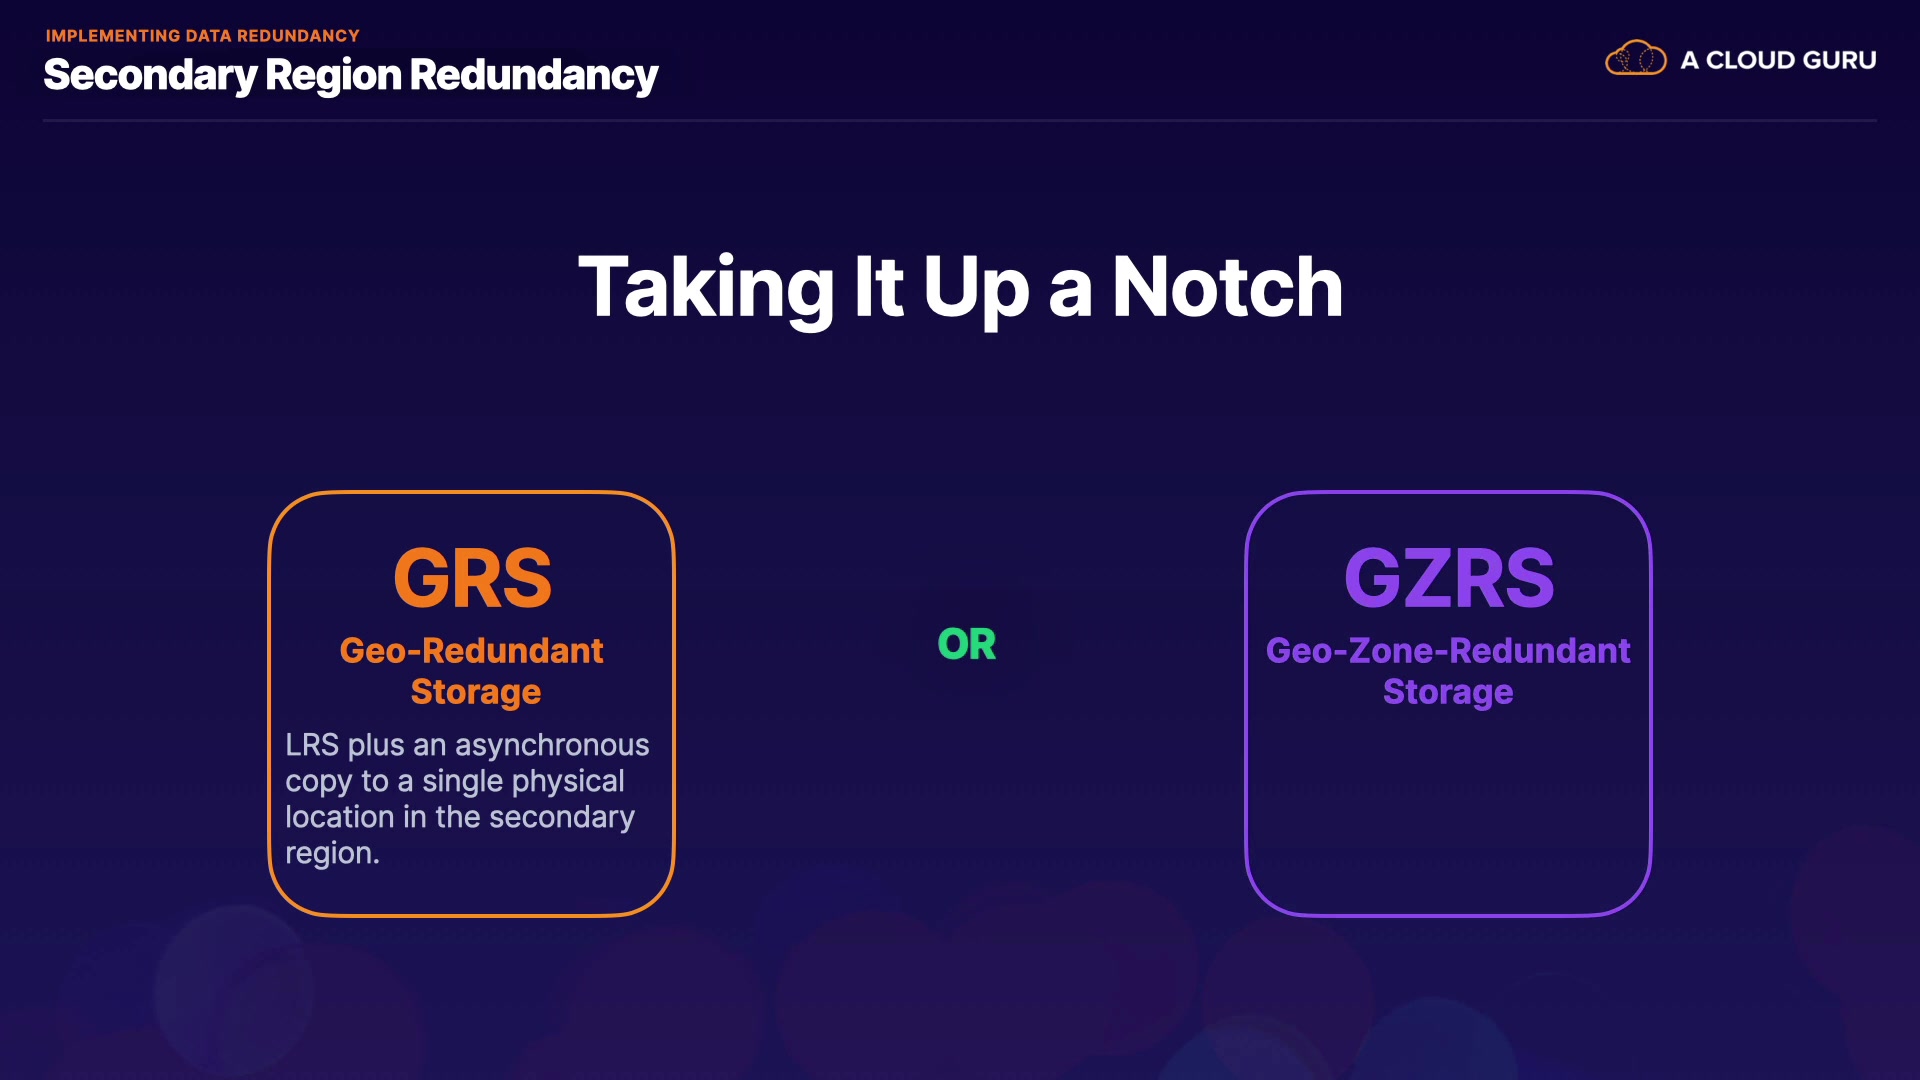 IMPLEMENTING DATA REDUNDANCY
Secondary Region Redundancy
A CLOUD GURU
Taking It Up a Notch
GRS
Geo-Redundant
Storage
LRS plus an asynchronous
copy to a single physical
location in the secondary
region.
OR
GZRS
Geo-Zone-Redundant
Storage